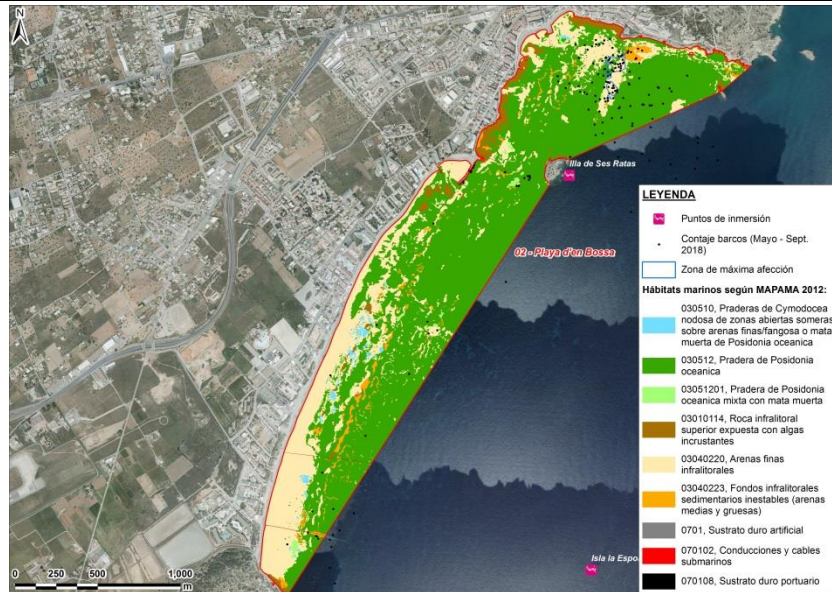 N
Illa de Ses Ratas
02 - Playa d'en Bossa
LEYENDA
Puntos de inmersión
Contaje barcos (Mayo - Sept.
2018)
Zona de máxima afección
Hábitats marinos según MAPAMA 2012:
030510, Praderas de Cymodocea
nodosa de zonas abiertas someras
sobre arenas finas/fangosa o mata
muerta de Posidonia oceanica
030512, Pradera de Posidonia
oceanica
03051201, Pradera de Posidonia
oceanica mixta con mata muerta
03010114, Roca infralitoral
superior expuesta con algas
incrustantes
03040220, Arenas finas
infralitorales
03040223, Fondos infralitorales
sedimentarios inestables (arenas
medias y gruesas)
0701, Sustrato duro artificial
070102, Conducciones y cables
submarinos
070108, Sustrato duro portuario
Isla la Espo
0 250 500 1,000
m